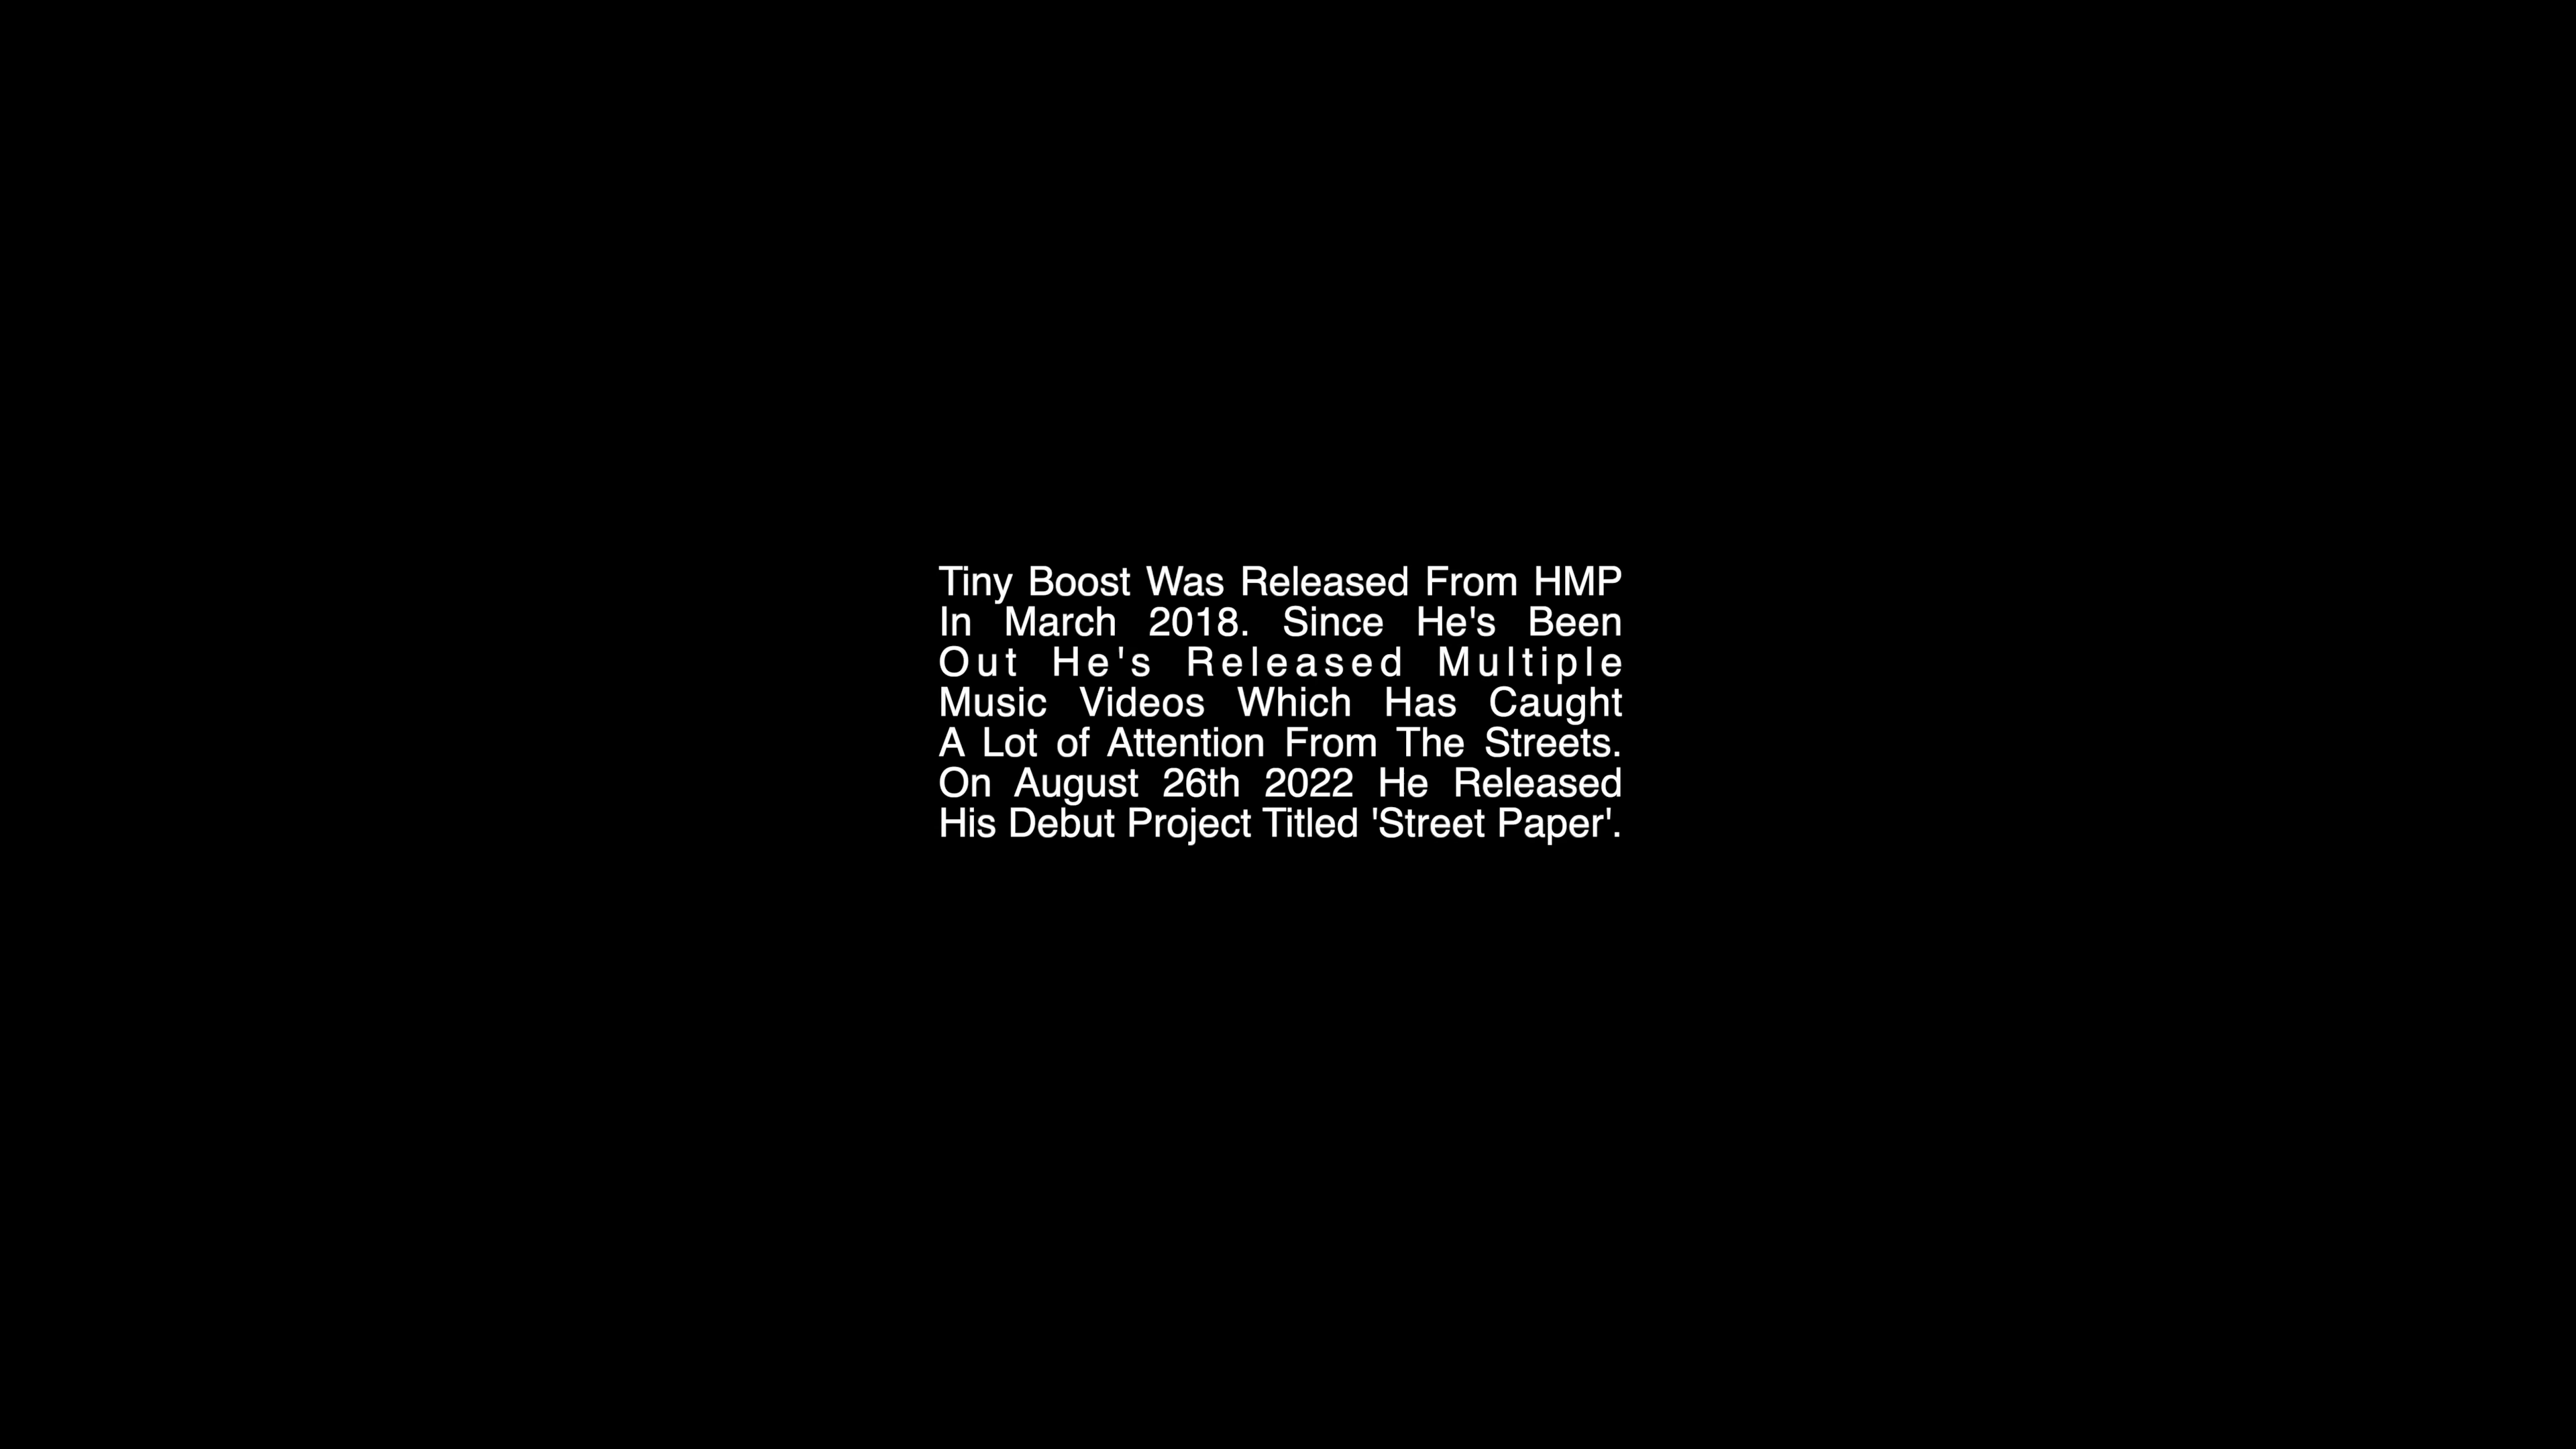 Tiny Boost Was Released From HMP
In March 2018. Since He's Been
Out He's Released Multiple
Music Videos Which Has Caught
A Lot of Attention From The Streets.
On August 26th 2022 He Released
His Debut Project Titled 'Street Paper'.